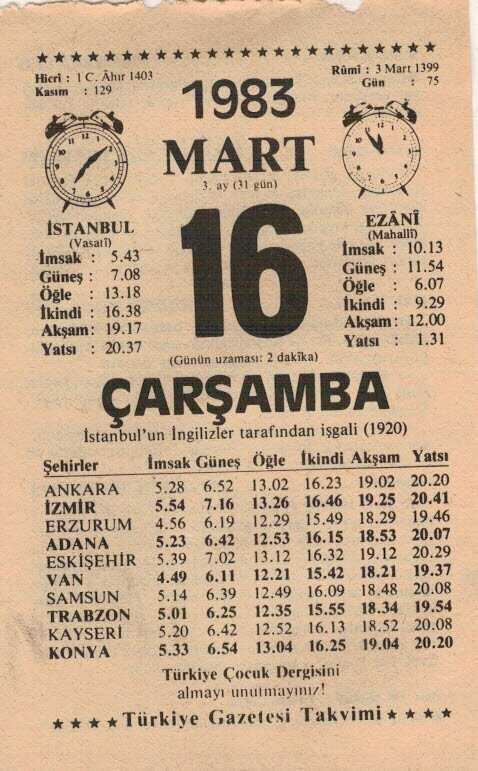 ★★★★★★★★★★★★★★★★★★★★★★
Hicrî : 1 C. Âhır 1403
Kasım : 129
1983
Rûmî : 3 Mart 1399
Gün : 75
MART
3. ay (31 gün)
16
(Günün uzaması: 2 dakîka)
İSTANBUL
(Vasatî)
İmsak : 5.43
Güneş : 7.08
Öğle : 13.18
İkindi : 16.38
Akşam: 19.17
Yatsı : 20.37
EZÂNÎ
(Mahallî)
İmsak : 10.13
Güneş : 11.54
Öğle : 6.07
İkindi : 9.29
Akşam: 12.00
Yatsı : 1.31
ÇARŞAMBA
İstanbul'un İngilizler tarafından işgali (1920)
Şehirler İmsak Güneş Öğle İkindi Akşam Yatsı
ANKARA 5.28 6.52 13.02 16.23 19.02 20.20
İZMİR 5.54 7.16 13.26 16.46 19.25 20.41
ERZURUM 4.56 6.19 12.29 15.49 18.29 19.46
ADANA 5.23 6.42 12.53 16.15 18.53 20.07
ESKİŞEHİR 5.39 7.02 13.12 16.32 19.12 20.29
VAN 4.49 6.11 12.21 15.42 18.21 19.37
SAMSUN 5.14 6.39 12.49 16.09 18.48 20.08
TRABZON 5.01 6.25 12.35 15.55 18.34 19.54
KAYSERİ 5.20 6.42 12.52 16.13 18.52 20.08
KONYA 5.33 6.54 13.04 16.25 19.04 20.20
Türkiye Çocuk Dergisini
almayı unutmayınız!
★★★★Türkiye Gazetesi Takvimi★★★★